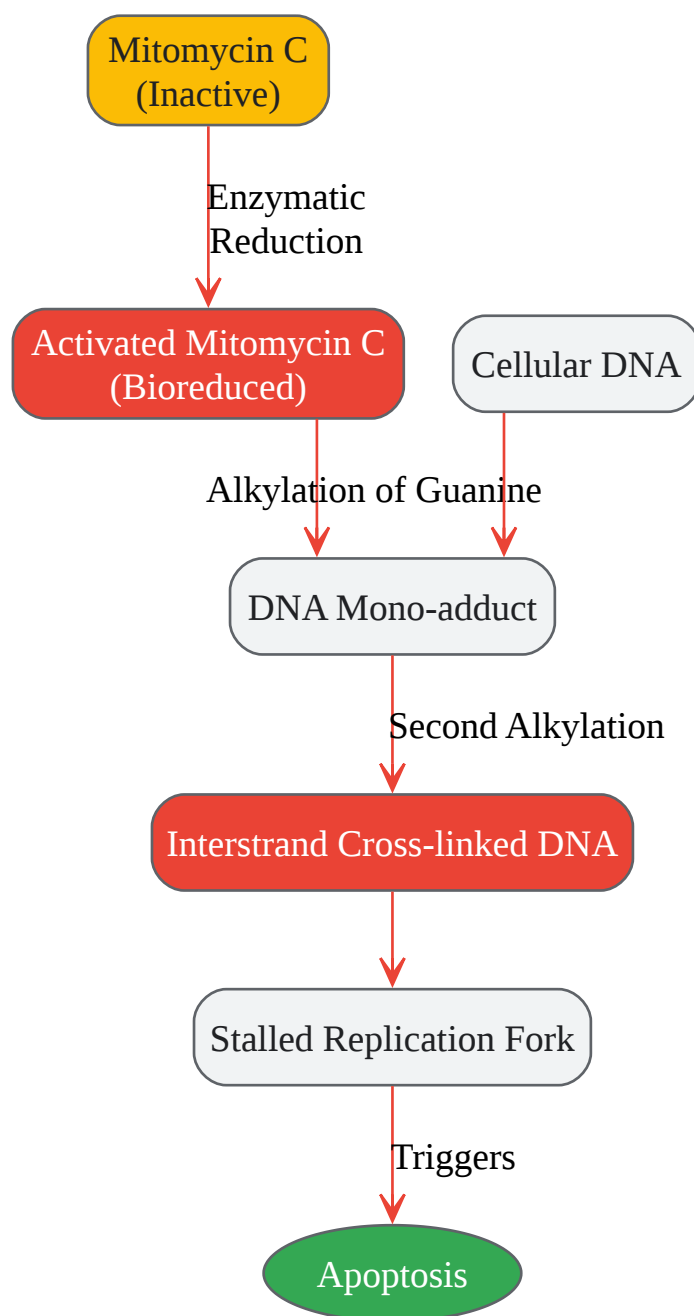 Mitomycin C
(Inactive)
Enzymatic
Reduction
Activated Mitomycin C
(Bioreduced)
Cellular DNA
Alkylation of Guanine
DNA Mono-adduct
Second Alkylation
Interstrand Cross-linked DNA
Stalled Replication Fork
Triggers
Apoptosis